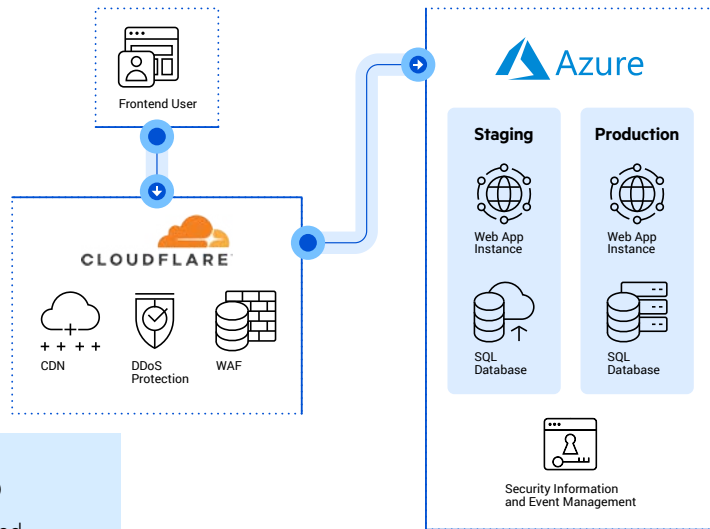 Frontend User
CLOUDFLARE
CDN
DDoS
Protection
WAF
Azure
Staging
Web App
Instance
SQL
Database
Production
Web App
Instance
SQL
Database
Security Information
and Event Management